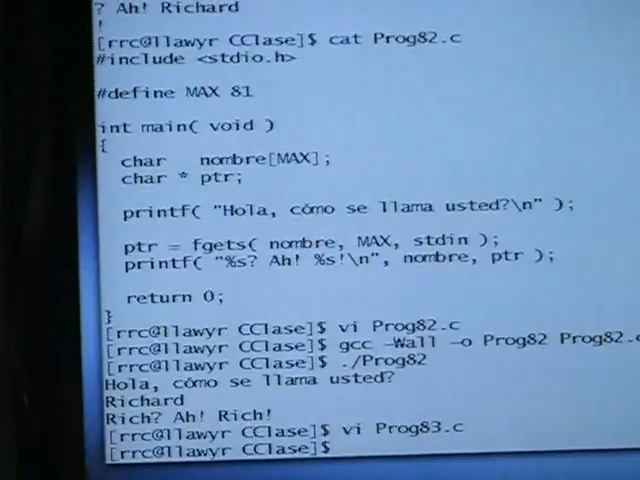 ? Ah! Richard
!
[rrc@llawyr CClase]$ cat Prog82.c
#include <stdio.h>
#define MAX 81
int main( void )
{
char nombre[MAX];
char * ptr;
printf( "Hola, cómo se llama usted?\n" );
ptr = fgets( nombre, MAX, stdin );
printf( "%s? Ah! %s!\n", nombre, ptr );
return 0;
}
[rrc@llawyr CClase]$ vi Prog82.c
[rrc@llawyr CClase]$ gcc -Wall -o Prog82 Prog82.c
[rrc@llawyr CClase]$ ./Prog82
Hola, cómo se llama usted?
Richard
Rich? Ah! Rich!
[rrc@llawyr CClase]$ vi Prog83.c
[rrc@llawyr CClase]$